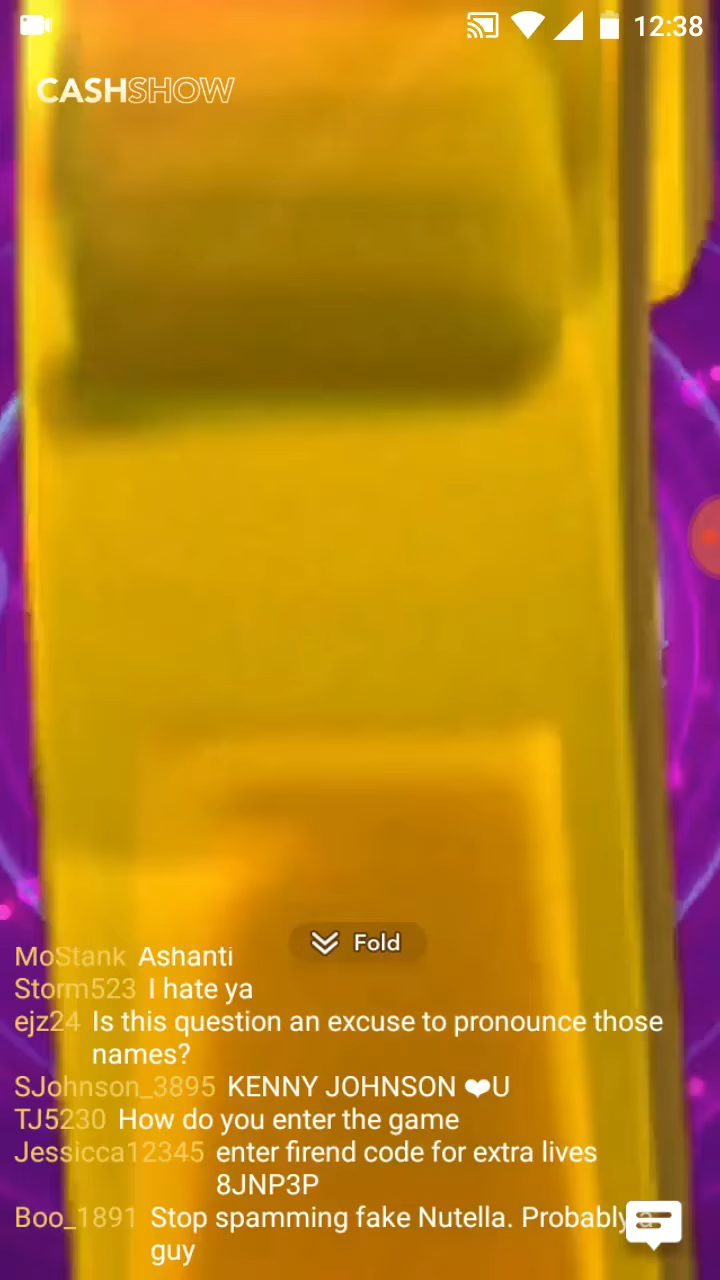 12:38
CASHSHOW
Fold
MoStank Ashanti
Storm523 I hate ya
ejz24 Is this question an excuse to pronounce those
names?
SJohnson_3895 KENNY JOHNSON ❤U
TJ5230 How do you enter the game
Jessicca12345 enter firend code for extra lives
8JNP3P
Boo_1891 Stop spamming fake Nutella. Probably a
guy